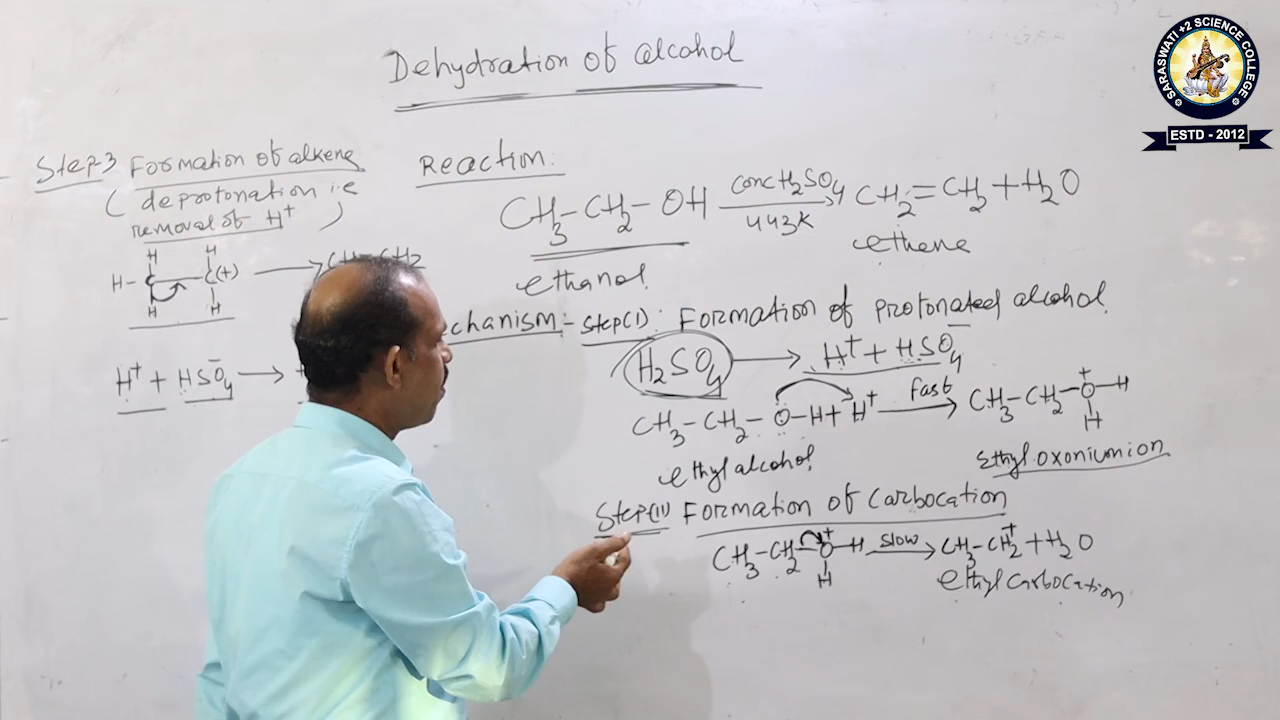 Dehydration of alcohol
Step-3 Formation of alkene
( deprotonation i.e
removal of H⁺ )
H H
H-C-C(+) → CH₂ CH₂
H H
H⁺ + HSO₄⁻ →
Reaction:
CH₃-CH₂-OH conc H₂SO₄ → 443K CH₂=CH₂+H₂O
ethanol ethene
echanism:- Step(I): Formation of protonated alcohol.
H₂SO₄ → H⁺ + HSO₄⁻
CH₃-CH₂-O-H+H⁺ fast → CH₃-CH₂-O⁺-H
H
ethyl alcohol Ethyl oxonium ion
Step(II) Formation of Carbocation
CH₃-CH₂-O⁺-H slow → CH₃-CH₂⁺+H₂O
H
ethyl carbocation
SARASWATI +2 SCIENCE COLLEGE
ESTD - 2012